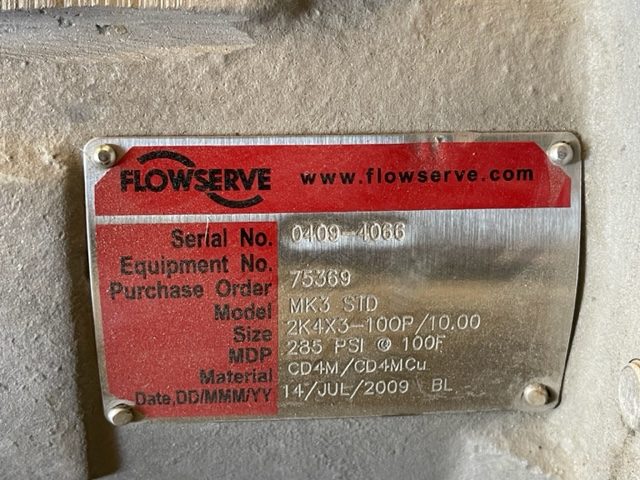 FLOWSERVE www.flowserve.com
Serial No. 0409-4066
Equipment No.
Purchase Order 75369
Model MK3 STD
Size 2K4X3-100P/10.00
MDP 285 PSI @ 100F
Material CD4M/CD4MCu
Date,DD/MMM/YY 14/JUL/2009 BL